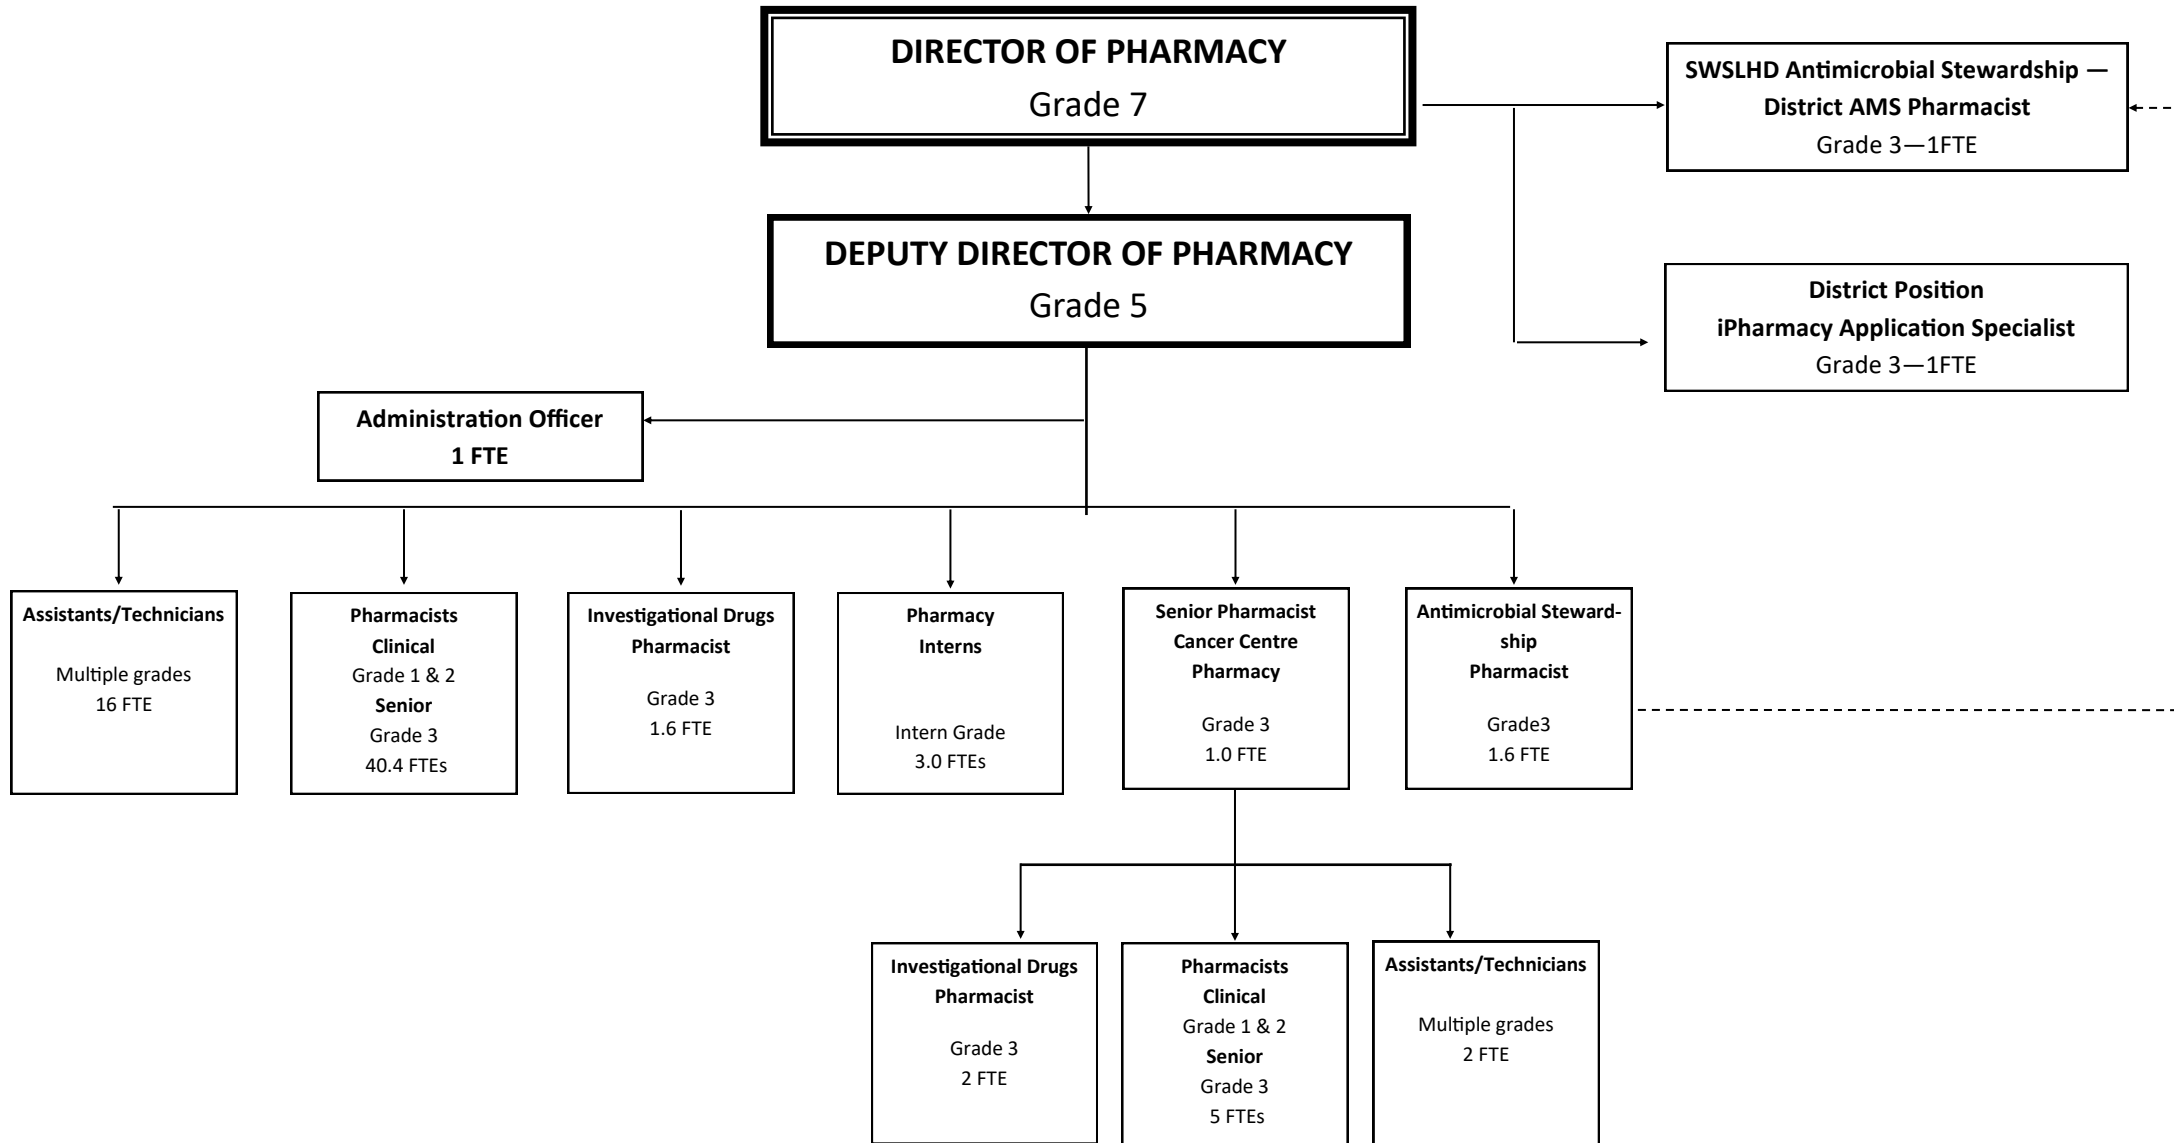 DIRECTOR OF PHARMACY
Grade 7
SWSLHD Antimicrobial Stewardship —
District AMS Pharmacist
Grade 3—1FTE
DEPUTY DIRECTOR OF PHARMACY
Grade 5
District Position
iPharmacy Application Specialist
Grade 3—1FTE
Administration Officer
1 FTE
Assistants/Technicians
Multiple grades
16 FTE
Pharmacists
Clinical
Grade 1 & 2
Senior
Grade 3
40.4 FTEs
Investigational Drugs
Pharmacist
Grade 3
1.6 FTE
Pharmacy
Interns
Intern Grade
3.0 FTEs
Senior Pharmacist
Cancer Centre
Pharmacy
Grade 3
1.0 FTE
Antimicrobial Steward-
ship
Pharmacist
Grade3
1.6 FTE
Investigational Drugs
Pharmacist
Grade 3
2 FTE
Pharmacists
Clinical
Grade 1 & 2
Senior
Grade 3
5 FTEs
Assistants/Technicians
Multiple grades
2 FTE